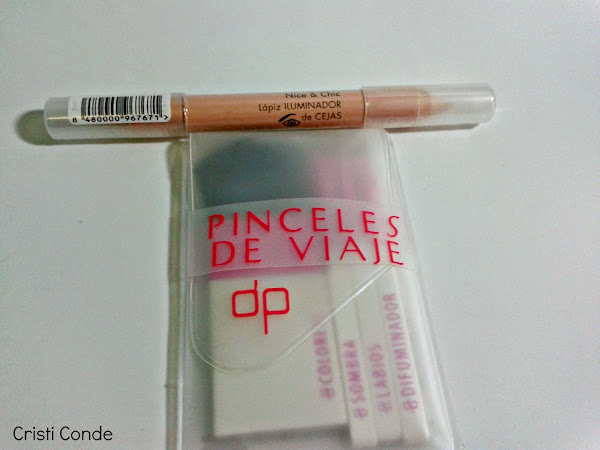 Nice & Chic
Lápiz ILUMINADOR
de CEJAS
8 480000 967671 >
PINCELES
DE VIAJE
dp
COLORETE
SOMBRA
LABIOS
DIFUMINADOR
Cristi Conde